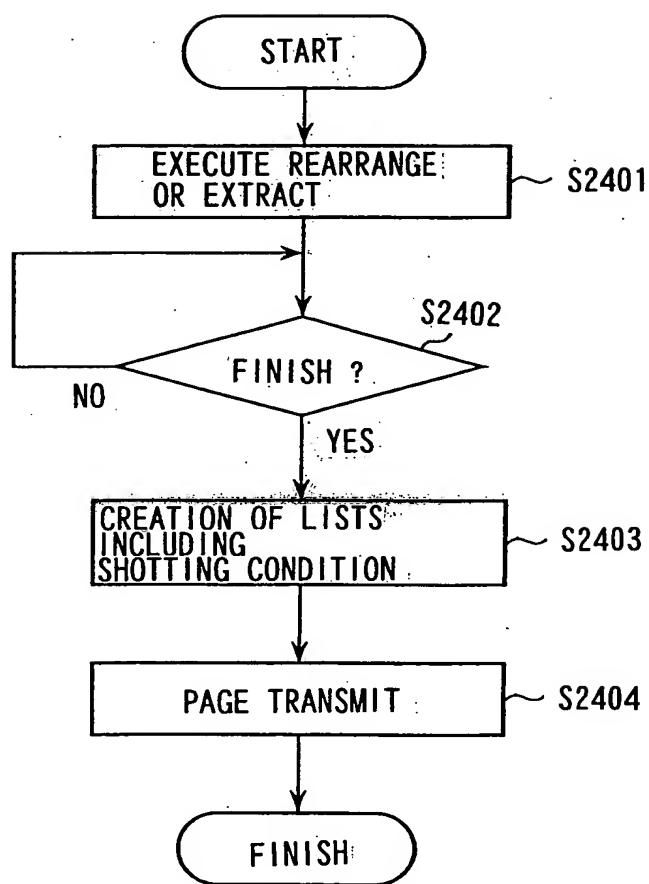 START
EXECUTE REARRANGE
OR EXTRACT
S2401
S2402
FINISH ?
NO
YES
CREATION OF LISTS
INCLUDING
SHOTTING CONDITION
S2403
PAGE TRANSMIT
S2404
FINISH